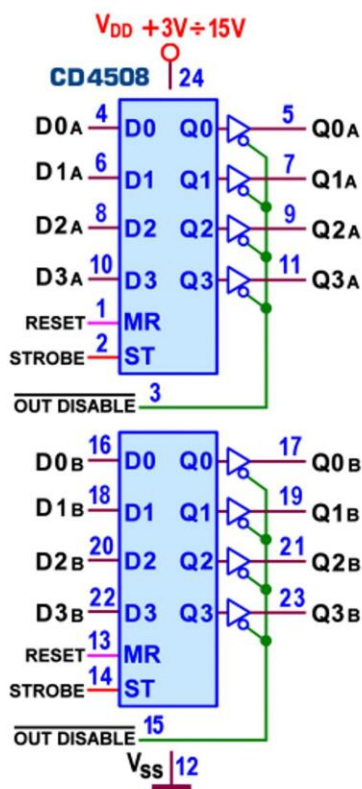 VDD +3V÷15V
CD4508 24
D0A 4 D0 Q0 5 Q0A
D1A 6 D1 Q1 7 Q1A
D2A 8 D2 Q2 9 Q2A
D3A 10 D3 Q3 11 Q3A
RESET 1 MR
STROBE 2 ST
OUT DISABLE 3
D0B 16 D0 Q0 17 Q0B
D1B 18 D1 Q1 19 Q1B
D2B 20 D2 Q2 21 Q2B
D3B 22 D3 Q3 23 Q3B
RESET 13 MR
STROBE 14 ST
OUT DISABLE 15
VSS 12